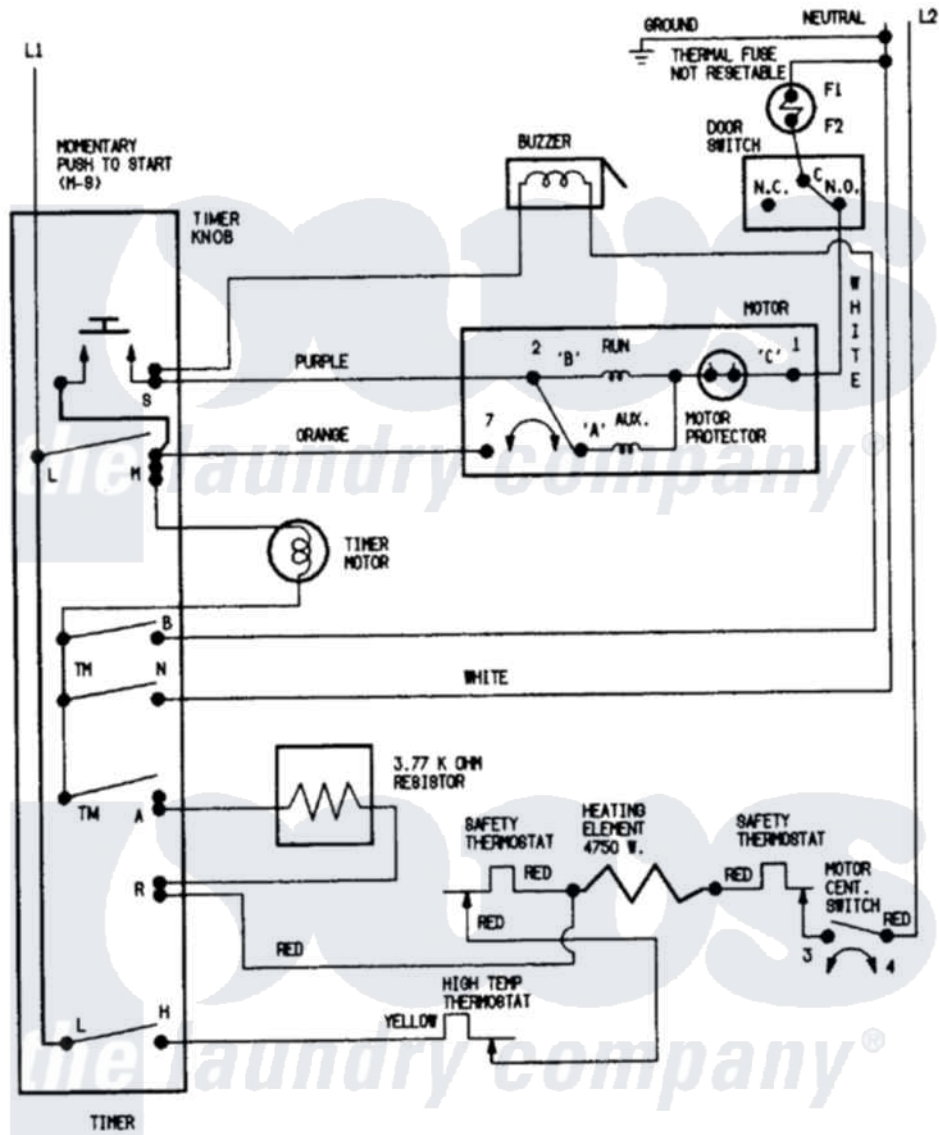 L1
GROUND
NEUTRAL
L2
THERMAL FUSE
NOT RESETABLE
F1
F2
MOMENTARY
PUSH TO START
(M-S)
BUZZER
DOOR
SWITCH
C
N.C.
N.O.
TIMER
KNOB
WHITE
MOTOR
PURPLE
2
'B'
RUN
'C'
1
S
ORANGE
7
'A'
AUX.
MOTOR
PROTECTOR
L
M
the laundry company
TIMER
MOTOR
B
TM
N
WHITE
3.77 K OHM
RESISTOR
TM
A
SAFETY
THERMOSTAT
HEATING
ELEMENT
4750 W.
SAFETY
THERMOSTAT
RED
RED
MOTOR
CENT.
SWITCH
R
RED
RED
RED
3
4
HIGH TEMP
THERMOSTAT
L
H
YELLOW
the laundry company®
TIMER